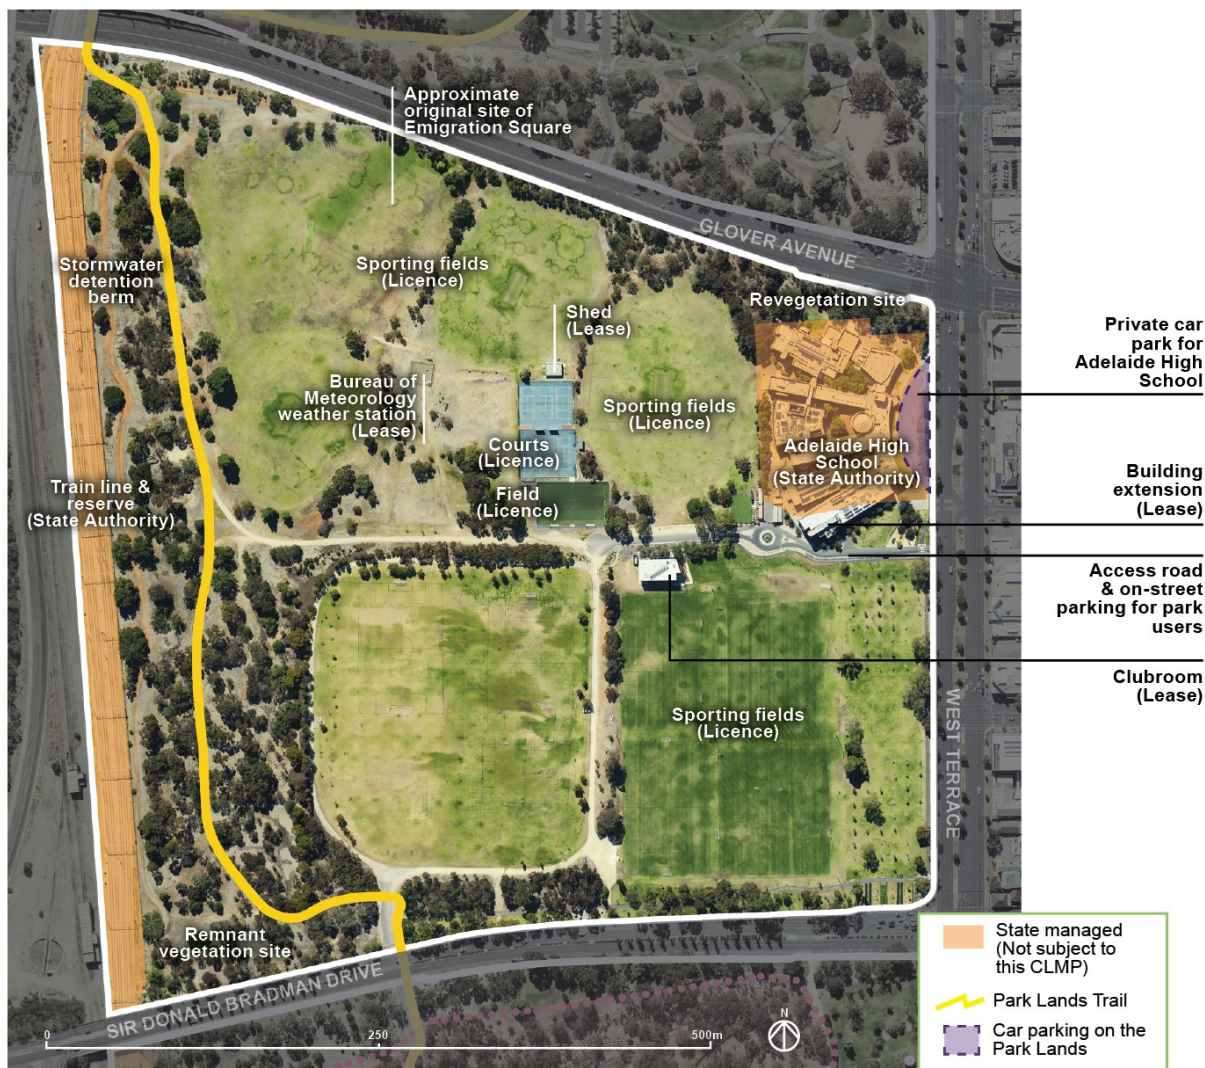 Approximate
original site of
Emigration Square
GLOVER AVENUE
Stormwater
detention
berm
Sporting fields
(Licence)
Revegetation site
Shed
(Lease)
Private car
park for
Adelaide High
School
Bureau of
Meteorology
weather station
(Lease)
Sporting fields
(Licence)
Courts
(Licence)
Adelaide High
School
(State Authority)
Train line &
reserve
(State Authority)
Field
(Licence)
Building
extension
(Lease)
Access road
& on-street
parking for park
users
Clubroom
(Lease)
Sporting fields
(Licence)
WEST TERRACE
Remnant
vegetation site
SIR DONALD BRADMAN DRIVE
0 250 500m
N
State managed
(Not subject to
this CLMP)
Park Lands Trail
Car parking on the
Park Lands